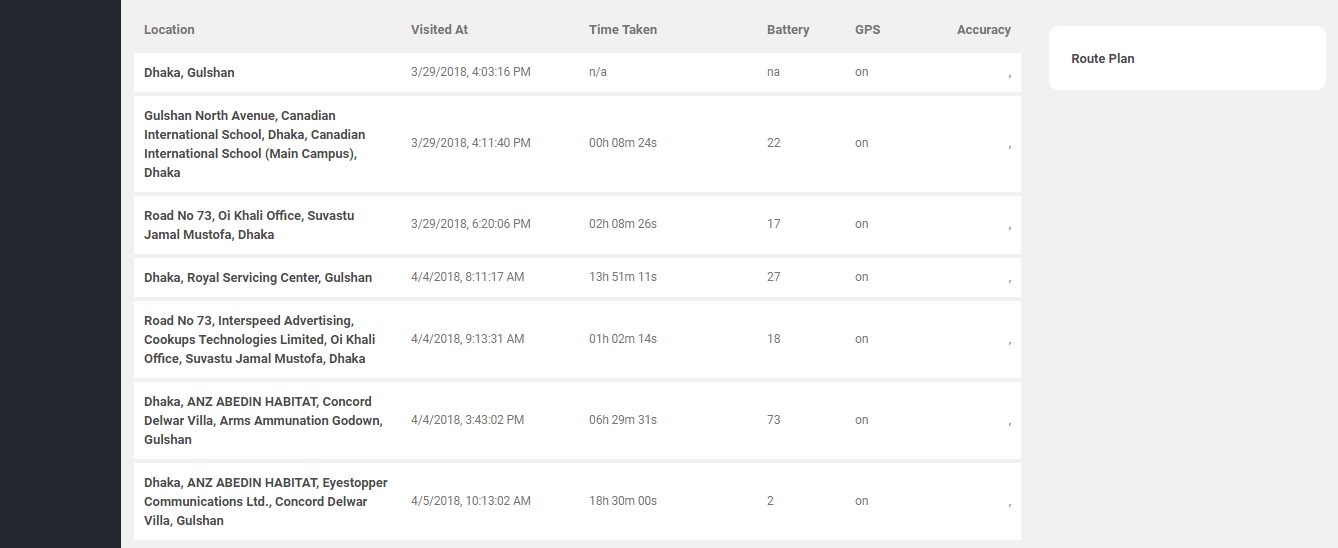 Location Visited At Time Taken Battery GPS Accuracy
Route Plan
Dhaka, Gulshan 3/29/2018, 4:03:16 PM n/a na on ,
Gulshan North Avenue, Canadian
International School, Dhaka, Canadian
International School (Main Campus),
Dhaka
3/29/2018, 4:11:40 PM 00h 08m 24s 22 on ,
Road No 73, Oi Khali Office, Suvastu
Jamal Mustofa, Dhaka
3/29/2018, 6:20:06 PM 02h 08m 26s 17 on ,
Dhaka, Royal Servicing Center, Gulshan 4/4/2018, 8:11:17 AM 13h 51m 11s 27 on ,
Road No 73, Interspeed Advertising,
Cookups Technologies Limited, Oi Khali
Office, Suvastu Jamal Mustofa, Dhaka
4/4/2018, 9:13:31 AM 01h 02m 14s 18 on ,
Dhaka, ANZ ABEDIN HABITAT, Concord
Delwar Villa, Arms Ammunation Godown,
Gulshan
4/4/2018, 3:43:02 PM 06h 29m 31s 73 on ,
Dhaka, ANZ ABEDIN HABITAT, Eyestopper
Communications Ltd., Concord Delwar
Villa, Gulshan
4/5/2018, 10:13:02 AM 18h 30m 00s 2 on ,